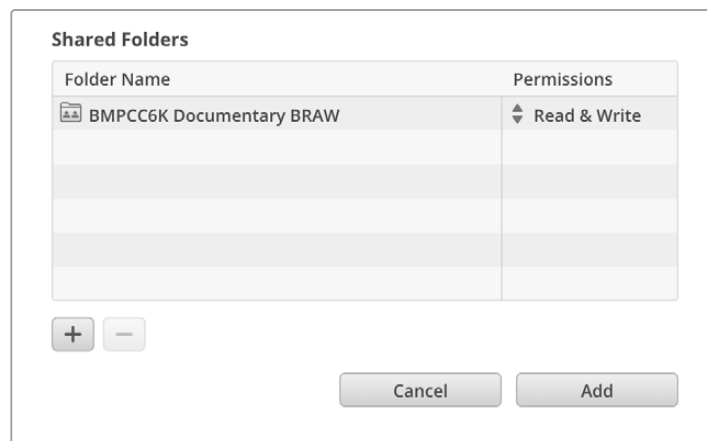 Shared Folders
Folder Name Permissions
BMPCC6K Documentary BRAW Read & Write
Cancel Add